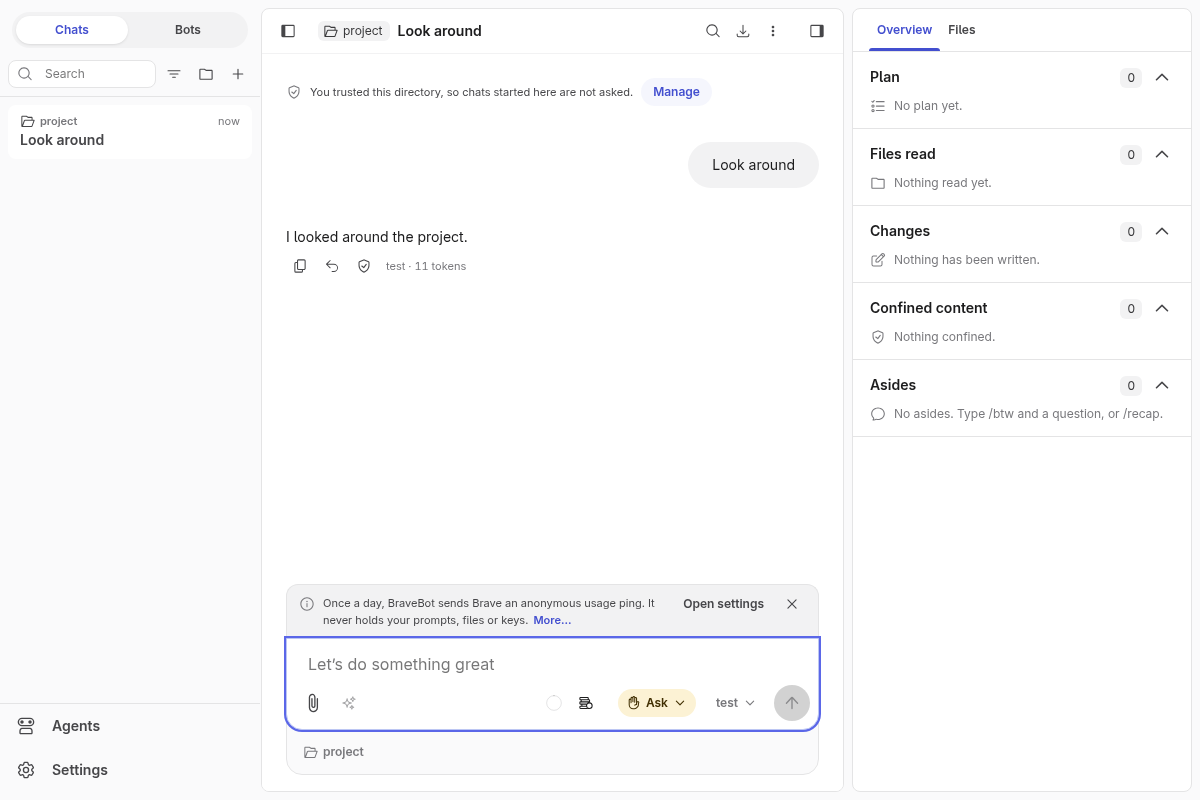 Chats
Bots
Search
project
now
Look around
Agents
Settings
project
Look around
You trusted this directory, so chats started here are not asked.
Manage
Look around
I looked around the project.
test · 11 tokens
Once a day, BraveBot sends Brave an anonymous usage ping. It
never holds your prompts, files or keys. More...
Open settings
Let's do something great
Ask
test
project
Overview
Files
Plan
0
No plan yet.
Files read
0
Nothing read yet.
Changes
0
Nothing has been written.
Confined content
0
Nothing confined.
Asides
0
No asides. Type /btw and a question, or /recap.